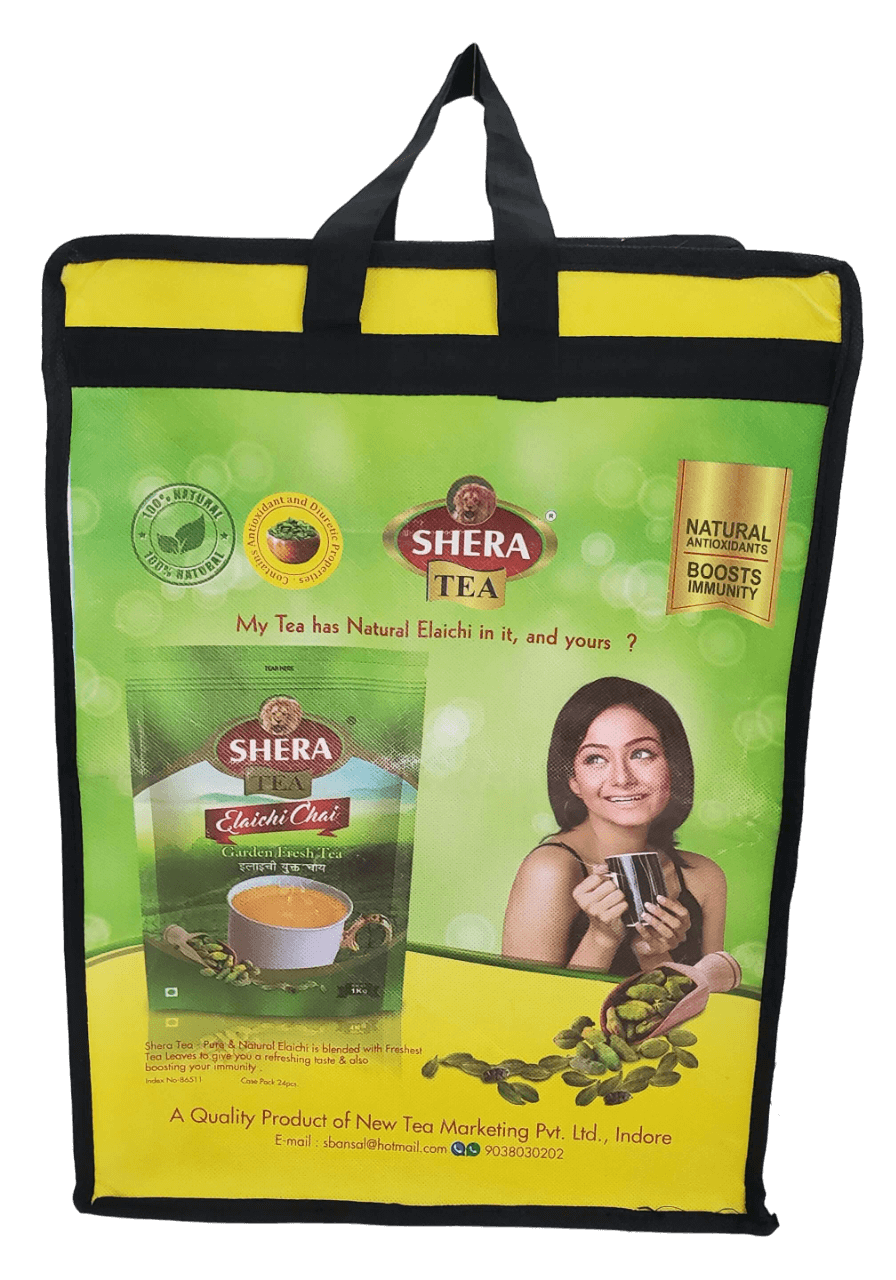 100% NATURAL
100% NATURAL
Contains Antioxidant and Diuretic Properties
SHERA
TEA
®
NATURAL
ANTIOXIDANTS
BOOSTS
IMMUNITY
My Tea has Natural Elaichi in it, and yours ?
TEAR HERE
SHERA
TEA
Elaichi Chai
Garden Fresh Tea
इलाइची युक्त चाय
1Kg
Shera Tea - Pure & Natural Elaichi is blended with Freshest
Tea Leaves to give you a refreshing taste & also
boosting your immunity .
Index No-86511 Case Pack 24pcs.
A Quality Product of New Tea Marketing Pvt. Ltd., Indore
E-mail : sbansal@hotmail.com 9038030202